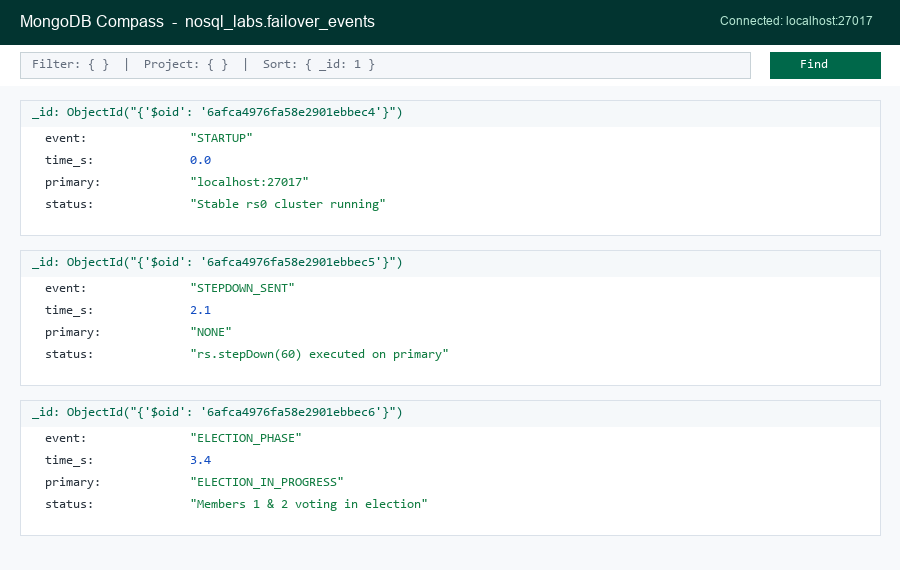 MongoDB Compass - nosql_labs.failover_events
Connected: localhost:27017
Filter: { } | Project: { } | Sort: { _id: 1 }
Find
_id: ObjectId("{'$oid': '6afca4976fa58e2901ebbec4'}")
event: "STARTUP"
time_s: 0.0
primary: "localhost:27017"
status: "Stable rs0 cluster running"
_id: ObjectId("{'$oid': '6afca4976fa58e2901ebbec5'}")
event: "STEPDOWN_SENT"
time_s: 2.1
primary: "NONE"
status: "rs.stepDown(60) executed on primary"
_id: ObjectId("{'$oid': '6afca4976fa58e2901ebbec6'}")
event: "ELECTION_PHASE"
time_s: 3.4
primary: "ELECTION_IN_PROGRESS"
status: "Members 1 & 2 voting in election"